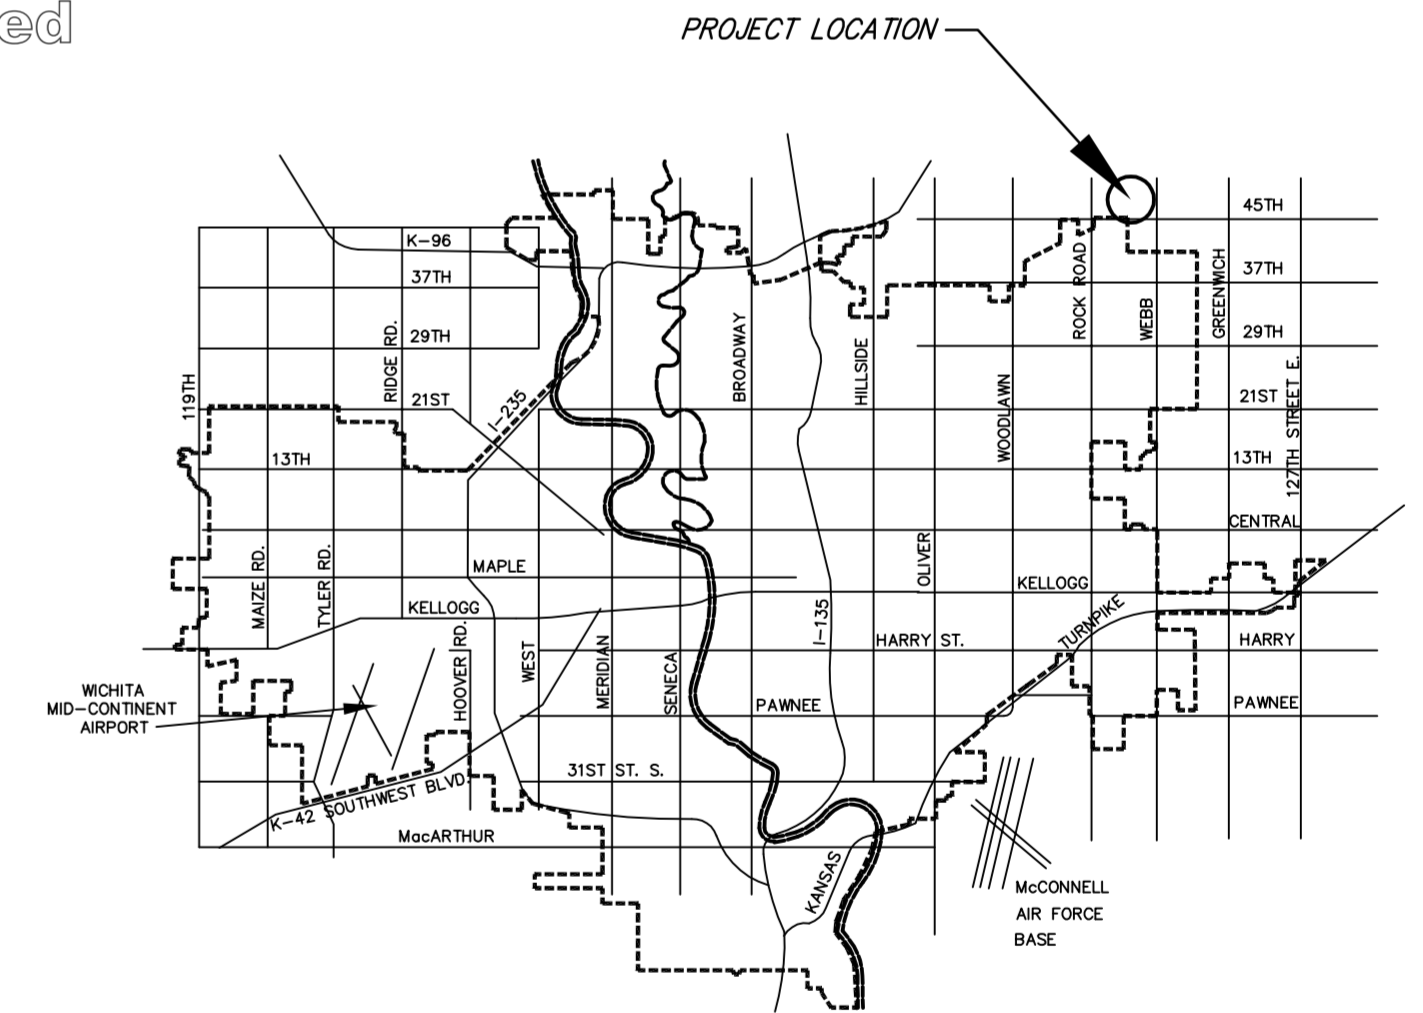 ed
PROJECT LOCATION
45TH
K-96
37TH
ROCK ROAD
GREENWICH
37TH
RIDGE RD.
29TH
BROADWAY
HILLSIDE
WEBB
29TH
119TH
21ST
I-235
WOODLAWN
21ST
127TH STREET E.
13TH
13TH
CENTRAL
MAIZE RD.
TYLER RD.
MAPLE
OLIVER
KELLOGG
KELLOGG
I-135
TURNPIKE
HOOVER RD.
WEST
MERIDIAN
SENECA
HARRY ST.
HARRY
WICHITA
MID-CONTINENT
AIRPORT
PAWNEE
PAWNEE
31ST ST. S.
K-42 SOUTHWEST BLVD.
MacARTHUR
KANSAS
McCONNELL
AIR FORCE
BASE